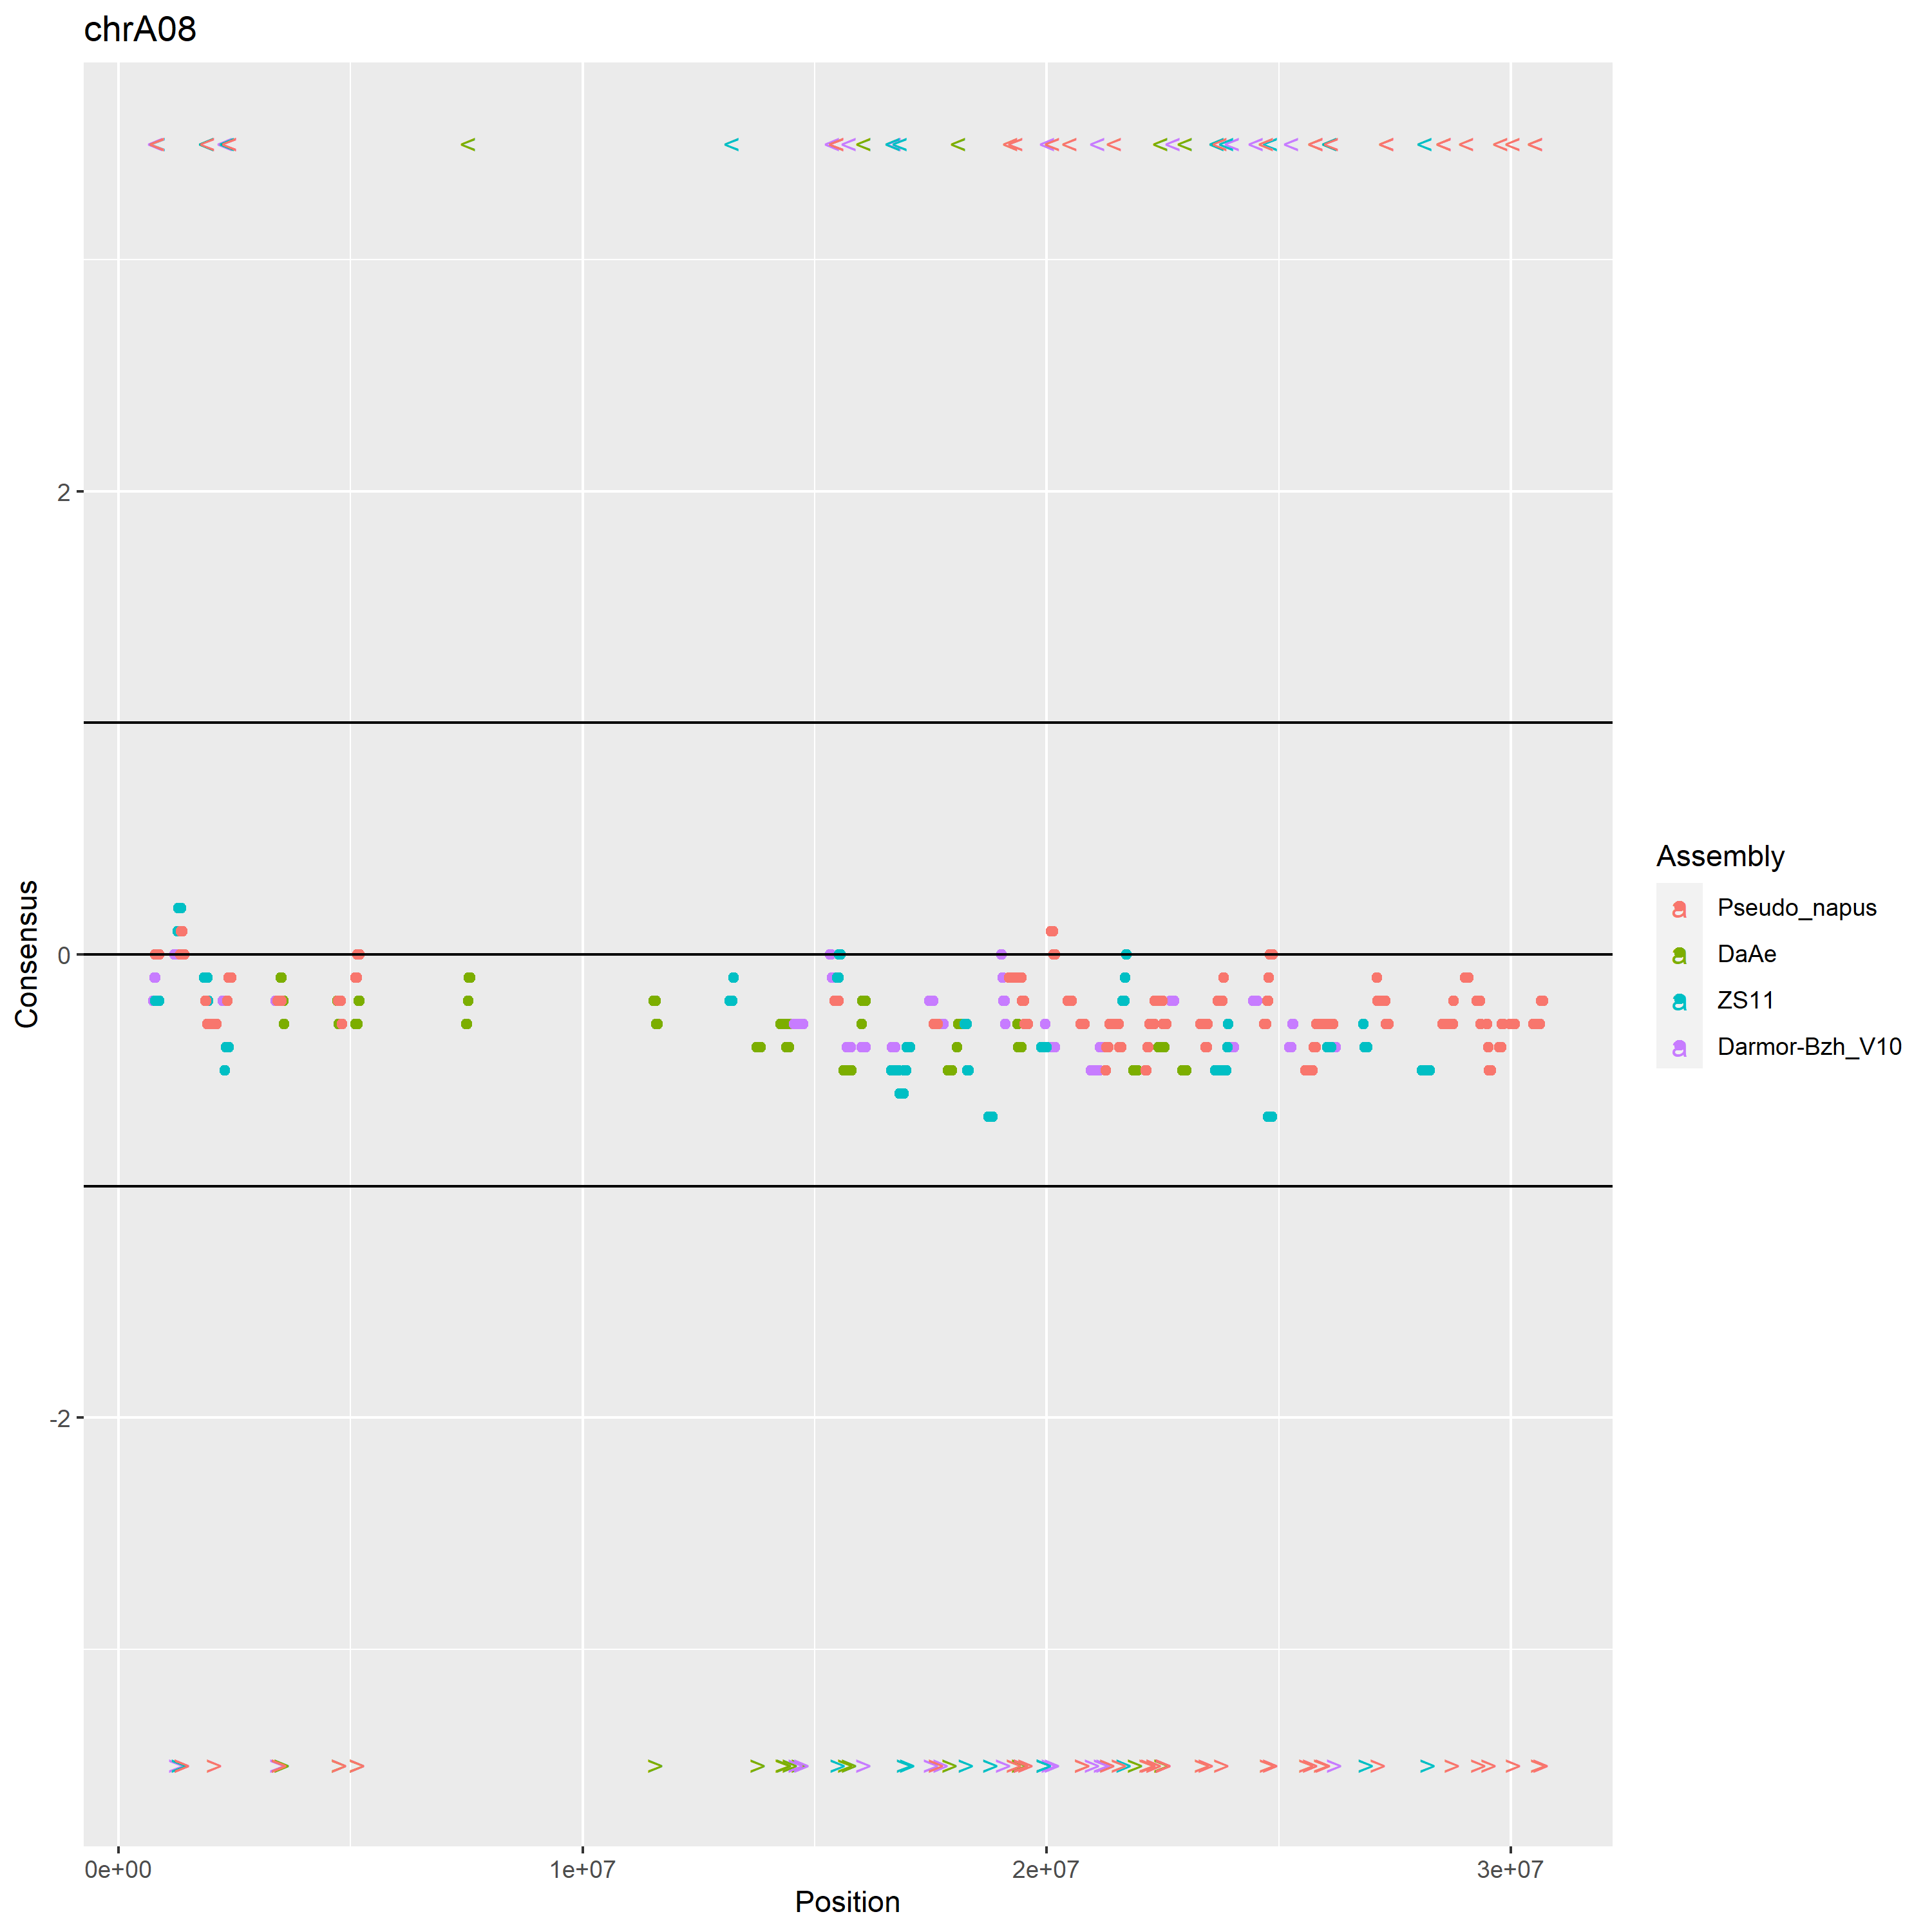 chrA08
2
0
-2
Consensus
0e+00 1e+07 2e+07 3e+07
Position
Assembly
a Pseudo_napus
a DaAe
a ZS11
a Darmor-Bzh_V10